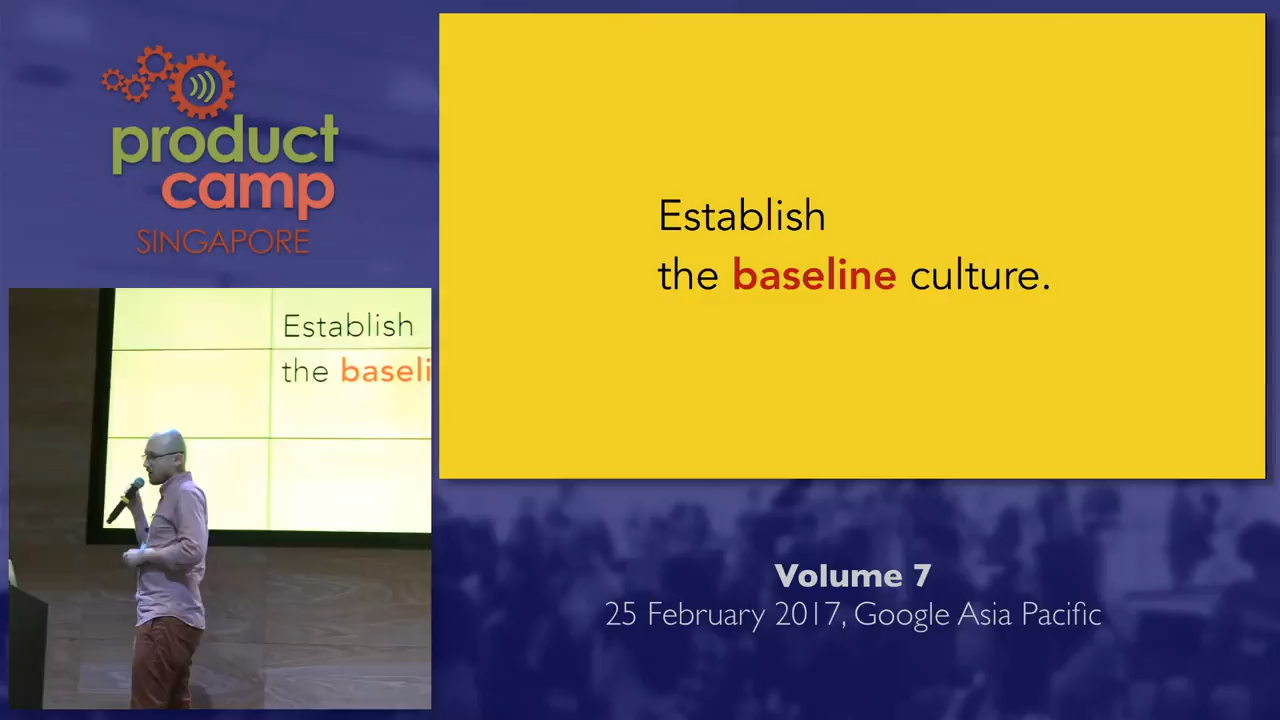 product
camp
SINGAPORE
Establish
the baseline culture.
Establish
the baseli
Volume 7
25 February 2017, Google Asia Pacific